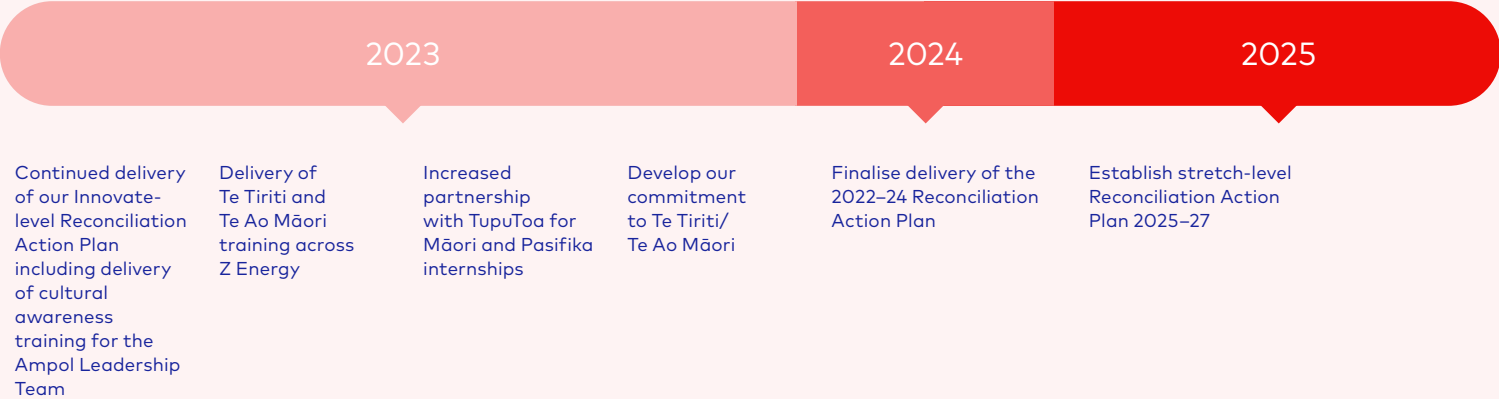 2023
2024
2025
Continued delivery
of our Innovate-
level Reconciliation
Action Plan
including delivery
of cultural
awareness
training for the
Ampol Leadership
Team
Delivery of
Te Tiriti and
Te Ao Māori
training across
Z Energy
Increased
partnership
with TupuToa for
Māori and Pasifika
internships
Develop our
commitment
to Te Tiriti/
Te Ao Māori
Finalise delivery of the
2022–24 Reconciliation
Action Plan
Establish stretch-level
Reconciliation Action
Plan 2025–27